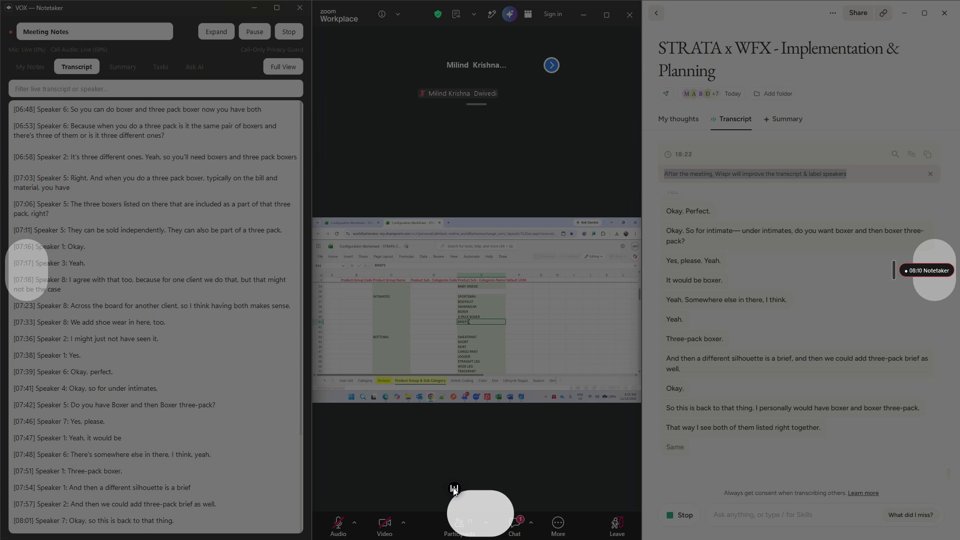 VOX — Notetaker
Meeting Notes
Expand
Pause
Stop
Mic: Live (0%) Call Audio: Live (69%)
Call-Only Privacy Guard
My Notes
Transcript
Summary
Tasks
Ask AI
Full View
Filter live transcript or speaker...
[06:48] Speaker 6: So you can do boxer and three pack boxer now you have both
[06:53] Speaker 6: Because when you do a three pack is it the same pair of boxers and
there's three of them or is it three different ones?
[06:58] Speaker 2: It's three different ones. Yeah. so you'll need boxers and three pack boxers
[07:03] Speaker 5: Right. And when you do a three pack boxer, typically on the bill and
material, you have
[07:06] Speaker 5: The three boxers listed on there that are included as a part of that three
pack, right?
[07:11] Speaker 5: They can be sold independently. They can also be part of a three pack.
[07:16] Speaker 1: Okay.
[07:17] Speaker 3: Yeah.
[07:18] Speaker 8: I agree with that too, because for one client we do that, but that might
not be the case
[07:23] Speaker 8: Across the board for another client, so I think having both makes sense.
[07:33] Speaker 8: We add shoe wear in here, too.
[07:36] Speaker 2: I might just not have seen it.
[07:38] Speaker 1: Yes.
[07:39] Speaker 6: Okay, perfect.
[07:41] Speaker 4: Okay, so for under intimates.
[07:42] Speaker 5: Do you have Boxer and then Boxer three-pack?
[07:46] Speaker 7: Yes, please.
[07:47] Speaker 1: Yeah, it would be
[07:48] Speaker 6: There's somewhere else in there, I think, yeah.
[07:51] Speaker 1: Three-pack boxer.
[07:54] Speaker 1: And then a different silhouette is a brief
[07:57] Speaker 2: And then we could add three-pack brief as well.
[08:01] Speaker 7: Okay, so this is back to that thing.
zoom
Workplace
Sign in
Milind Krishna...
Milind Krishna Dwivedi
Audio
Video
Chat
More
Leave
Share
STRATA x WFX - Implementation &
Planning
M A B D +7 Today
Add folder
My thoughts
Transcript
+ Summary
18:22
After the meeting, Wispr will improve the transcript & label speakers
Okay. Perfect.
Okay. So for intimate— under intimates, do you want boxer and then boxer three-
pack?
Yes, please. Yeah.
It would be boxer.
Yeah. Somewhere else in there, I think.
Yeah.
Three-pack boxer.
And then a different silhouette is a brief, and then we could add three-pack brief as
well.
Okay.
So this is back to that thing. I personally would have boxer and boxer three-pack.
That way I see both of them listed right together.
Same
08:10 Notetaker
Always get consent when transcribing others. Learn more
Stop
Ask anything, or type / for Skills
What did I miss?